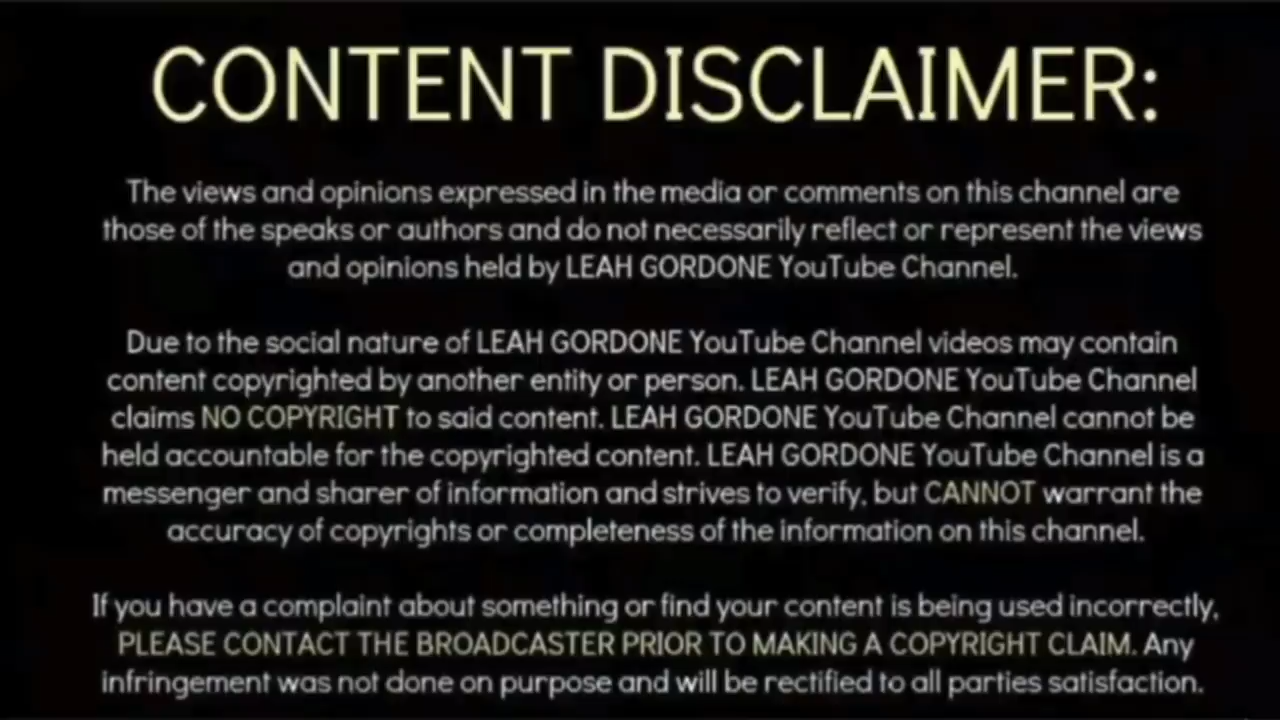 CONTENT DISCLAIMER:
The views and opinions expressed in the media or comments on this channel are
those of the speaks or authors and do not necessarily reflect or represent the views
and opinions held by LEAH GORDONE YouTube Channel.
Due to the social nature of LEAH GORDONE YouTube Channel videos may contain
content copyrighted by another entity or person. LEAH GORDONE YouTube Channel
claims NO COPYRIGHT to said content. LEAH GORDONE YouTube Channel cannot be
held accountable for the copyrighted content. LEAH GORDONE YouTube Channel is a
messenger and sharer of information and strives to verify, but CANNOT warrant the
accuracy of copyrights or completeness of the information on this channel.
If you have a complaint about something or find your content is being used incorrectly,
PLEASE CONTACT THE BROADCASTER PRIOR TO MAKING A COPYRIGHT CLAIM. Any
infringement was not done on purpose and will be rectified to all parties satisfaction.